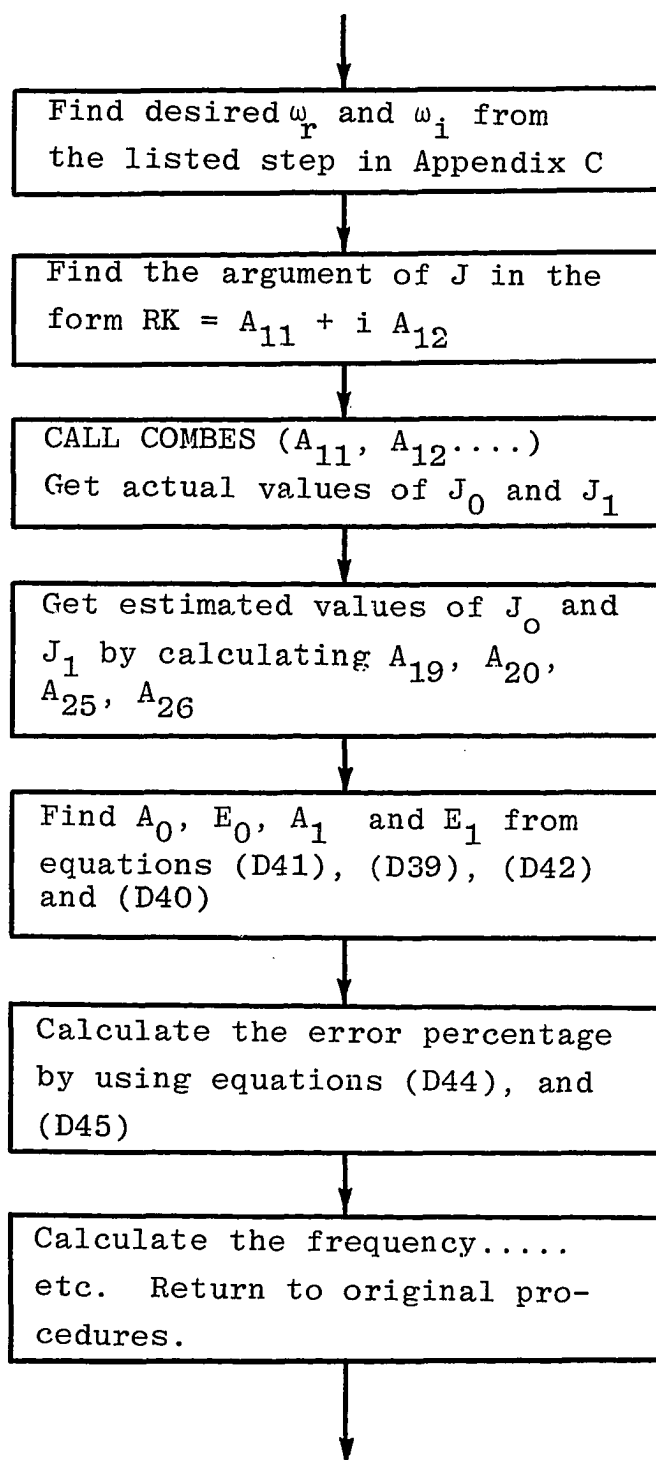 Find desired ω_r and ω_i from
the listed step in Appendix C
Find the argument of J in the
form RK = A_11 + i A_12
CALL COMBES (A_11, A_12....)
Get actual values of J_0 and J_1
Get estimated values of J_o and
J_1 by calculating A_19, A_20,
A_25, A_26
Find A_0, E_0, A_1 and E_1 from
equations (D41), (D39), (D42)
and (D40)
Calculate the error percentage
by using equations (D44), and
(D45)
Calculate the frequency.....
etc. Return to original pro-
cedures.